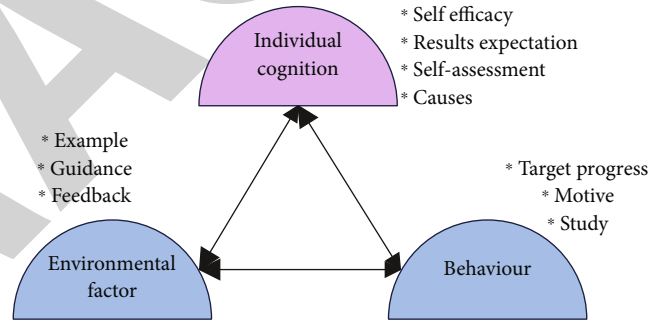 Individual
cognition
* Self efficacy
* Results expectation
* Self-assessment
* Causes
* Example
* Guidance
* Feedback
* Target progress
* Motive
* Study
Environmental
factor
Behaviour